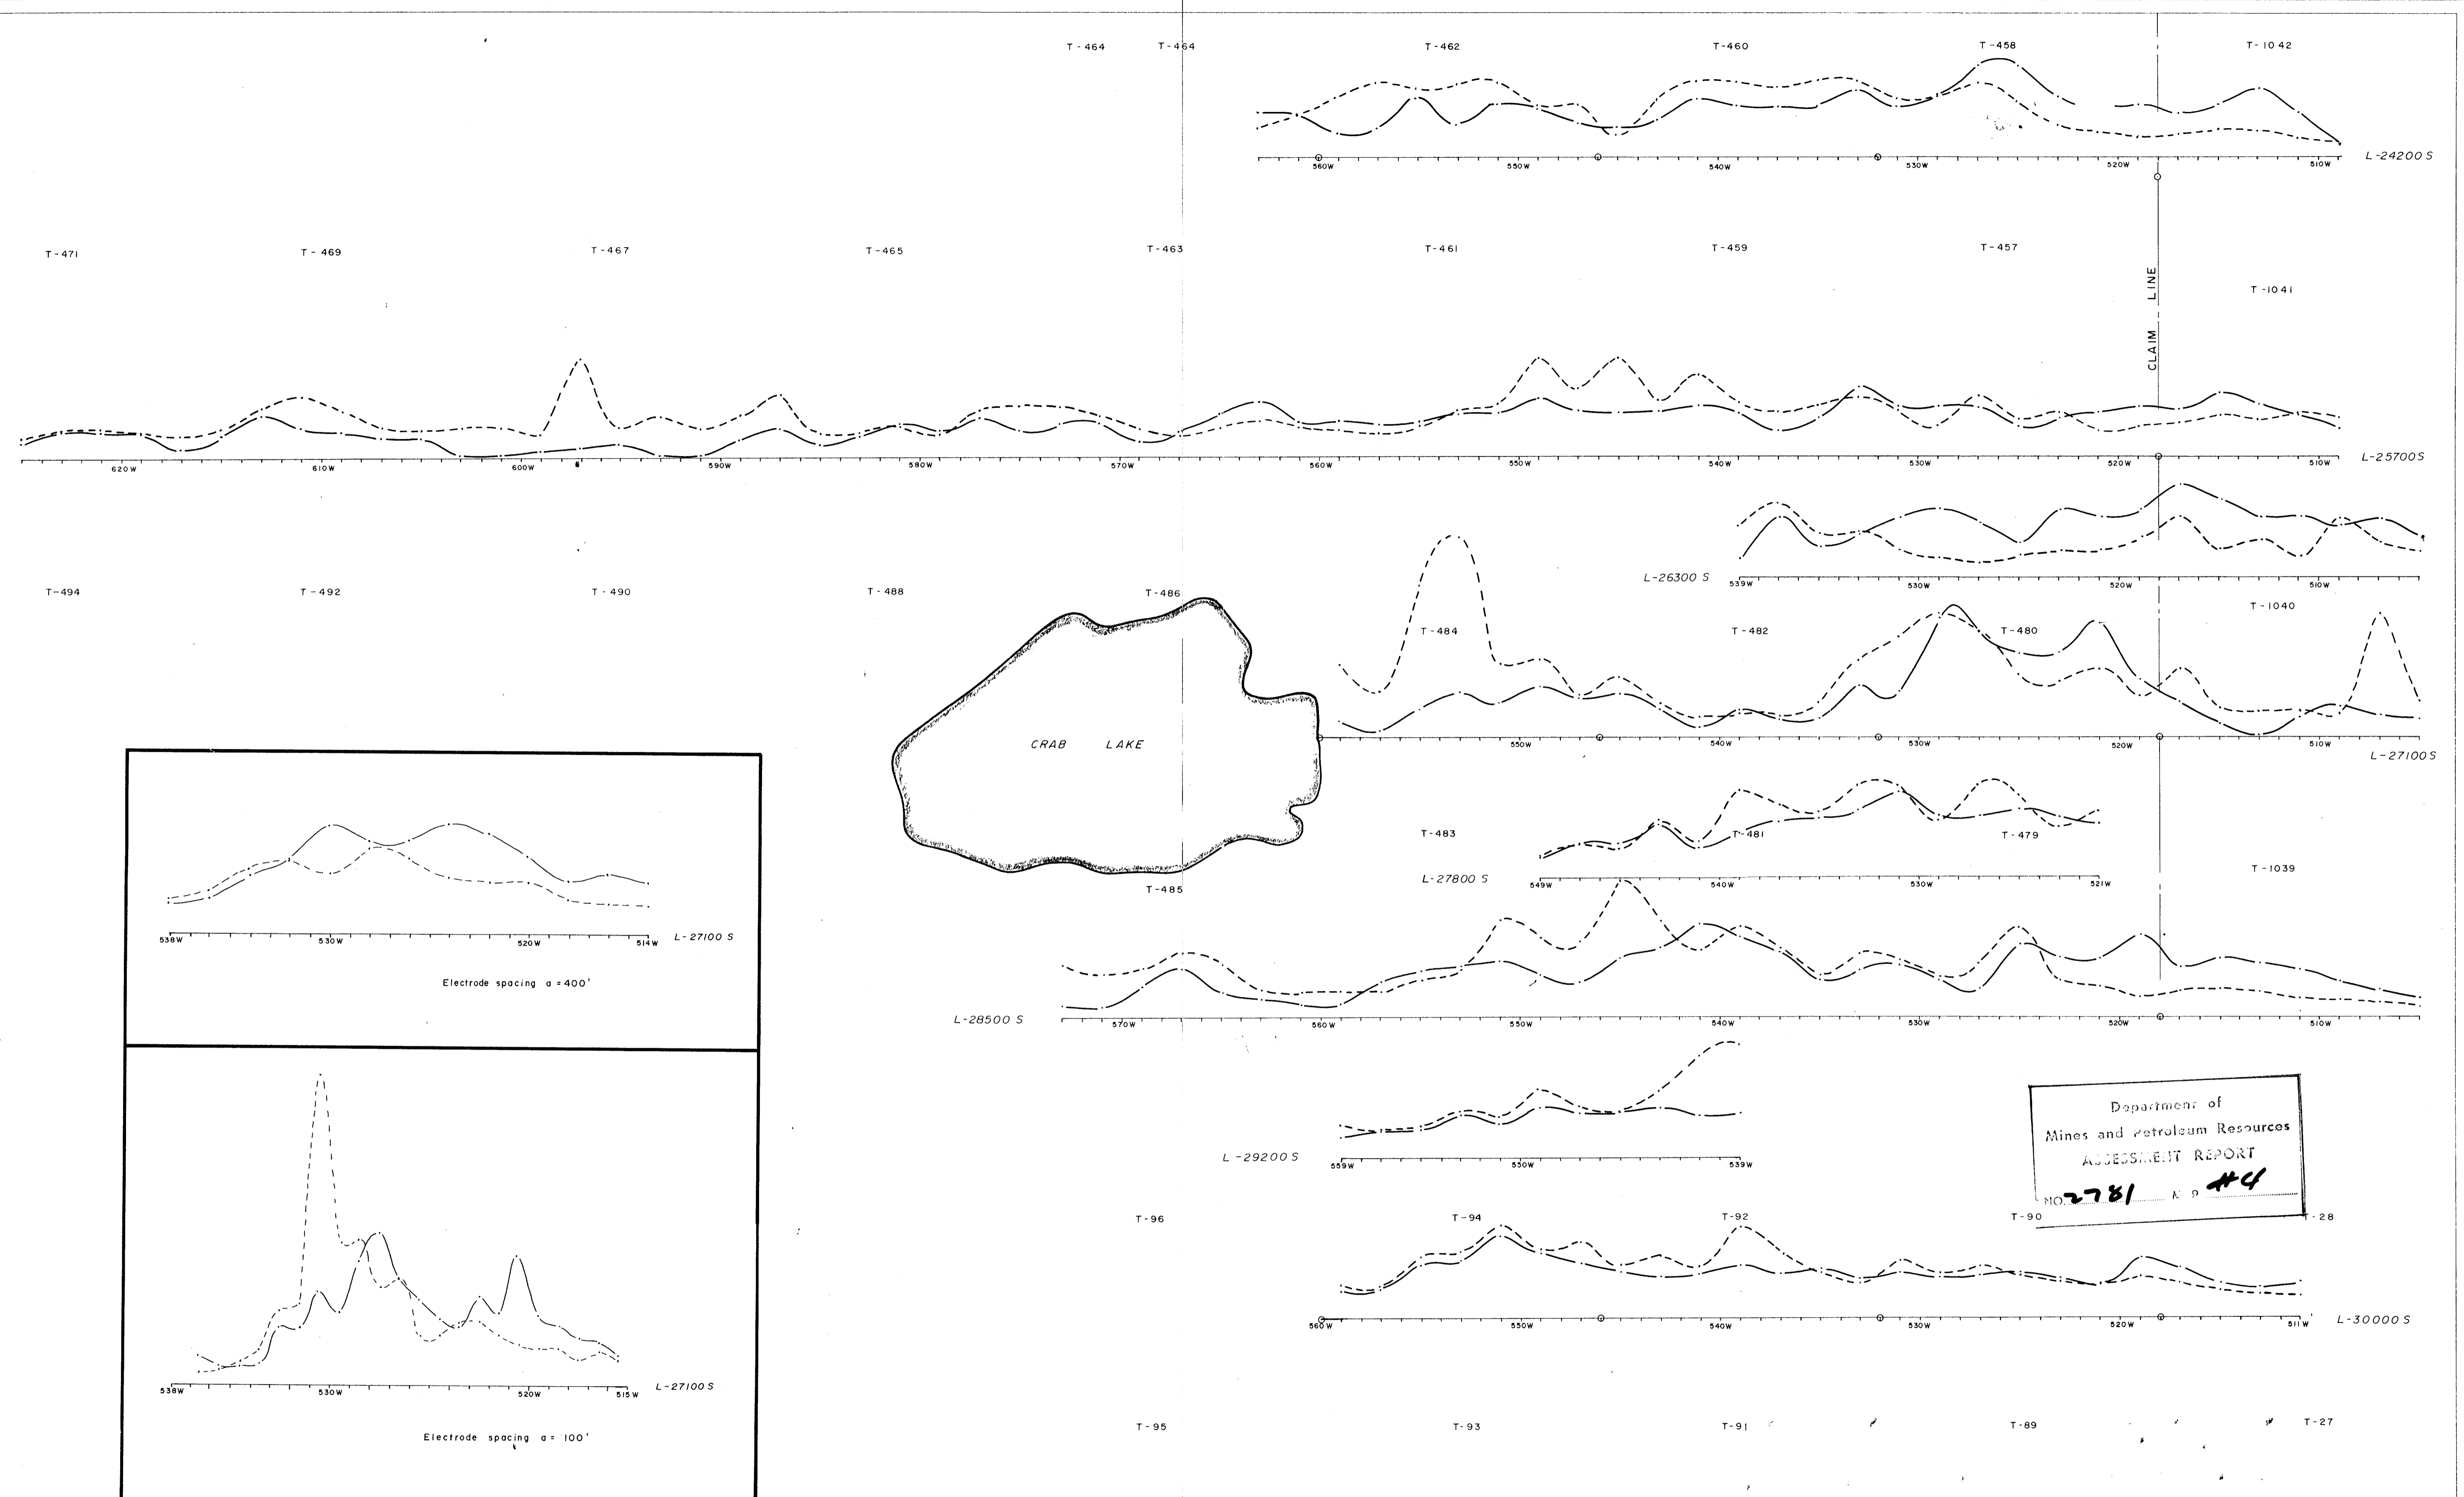 T-464 T-464 T-462 T-460 T-458 T-1042
560W 550W 540W 530W 520W 510W L-24200 S
T-471 T-469 T-467 T-465 T-463 T-461 T-459 T-457
CLAIM LINE
T-1041
620W 610W 600W 590W 580W 570W 560W 550W 540W 530W 520W 510W L-25700S
L-26300 S 539W 530W 520W 510W
T-494 T-492 T-490 T-488 T-486
T-1040
T-484 T-482 T-480
CRAB LAKE
550W 540W 530W 520W 510W
L-27100 S
T-483 T-481 T-479
T-1039
L-27800 S 549W 540W 530W 521W
T-485
538W 530W 520W 514W L-27100 S
Electrode spacing a = 400'
L-28500 S 570W 560W 550W 540W 530W 520W 510W
Department of
Mines and Petroleum Resources
ASSESSMENT REPORT
NO. 2781 #4
L-29200 S 559W 550W 539W
T-96 T-94 T-92 T-90 T-28
560W 550W 540W 530W 520W 511W L-30000 S
538W 530W 520W 515W L-27100 S
Electrode spacing a = 100'
T-95 T-93 T-91 T-89 T-27